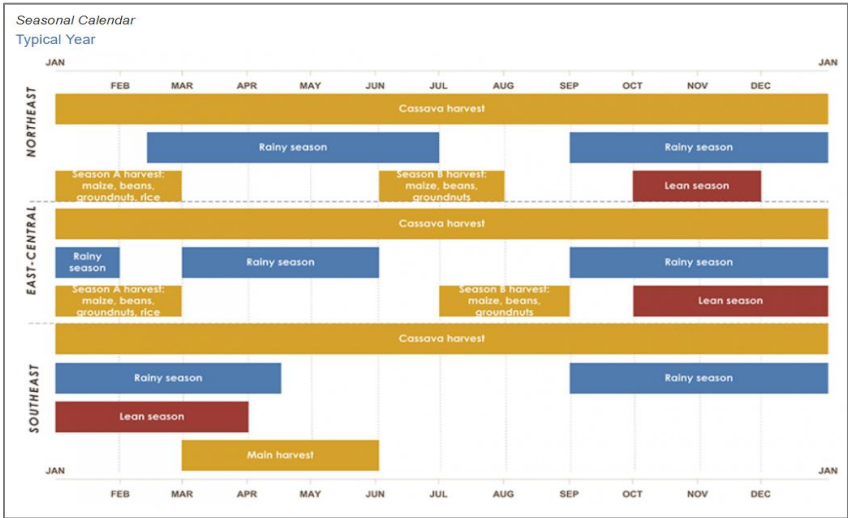 Seasonal Calendar
Typical Year
JAN JAN
FEB MAR APR MAY JUN JUL AUG SEP OCT NOV DEC
NORTHEAST
Cassava harvest
Rainy season Rainy season
Season A harvest:
maize, beans,
groundnuts, rice
Season B harvest:
maize, beans,
groundnuts
Lean season
EAST-CENTRAL
Cassava harvest
Rainy
season
Rainy season Rainy season
Season A harvest:
maize, beans,
groundnuts, rice
Season B harvest:
maize, beans,
groundnuts
Lean season
SOUTHEAST
Cassava harvest
Rainy season Rainy season
Lean season
Main harvest
JAN JAN
FEB MAR APR MAY JUN JUL AUG SEP OCT NOV DEC